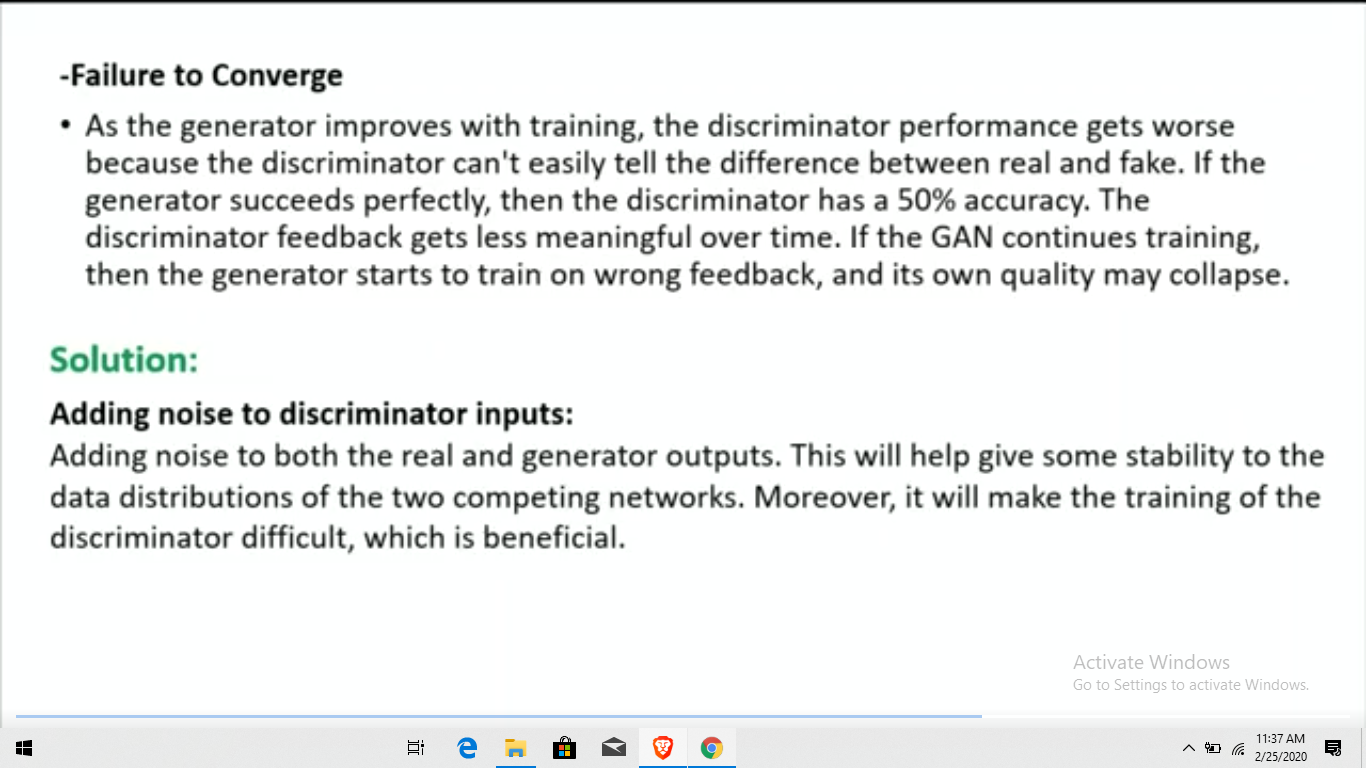 -Failure to Converge
• As the generator improves with training, the discriminator performance gets worse
because the discriminator can't easily tell the difference between real and fake. If the
generator succeeds perfectly, then the discriminator has a 50% accuracy. The
discriminator feedback gets less meaningful over time. If the GAN continues training,
then the generator starts to train on wrong feedback, and its own quality may collapse.
Solution:
Adding noise to discriminator inputs:
Adding noise to both the real and generator outputs. This will help give some stability to the
data distributions of the two competing networks. Moreover, it will make the training of the
discriminator difficult, which is beneficial.
Activate Windows
Go to Settings to activate Windows.
11:37 AM
2/25/2020